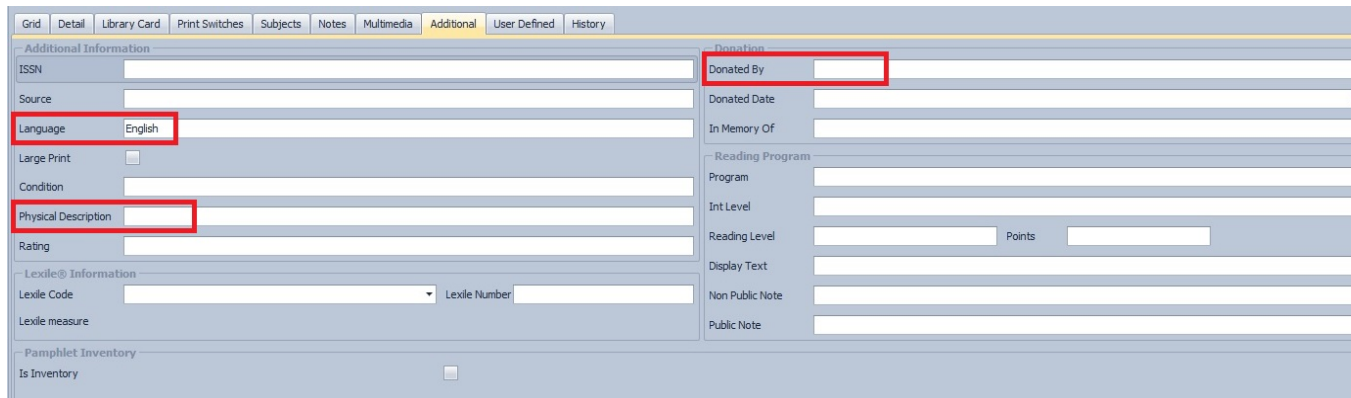 Grid Detail Library Card Print Switches Subjects Notes Multimedia Additional User Defined History
Additional Information
ISSN
Source
Language English
Large Print
Condition
Physical Description
Rating
Lexile® Information
Lexile Code Lexile Number
Lexile measure
Pamphlet Inventory
Is Inventory
Donation
Donated By
Donated Date
In Memory Of
Reading Program
Program
Int Level
Reading Level Points
Display Text
Non Public Note
Public Note